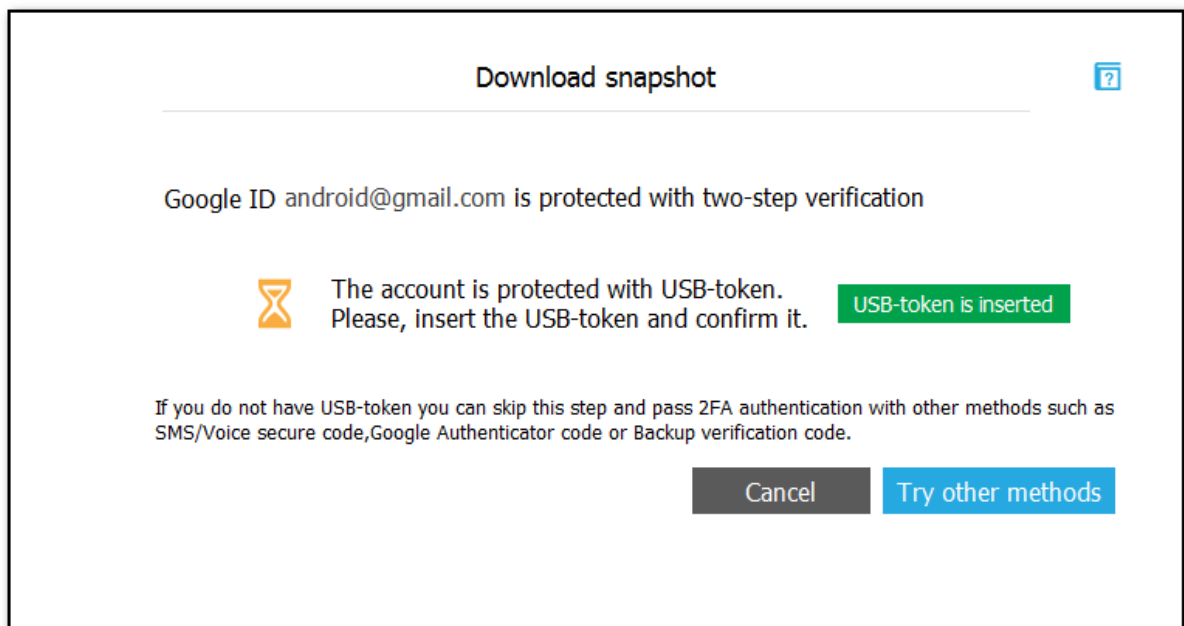 Download snapshot
?
Google ID android@gmail.com is protected with two-step verification
The account is protected with USB-token.
Please, insert the USB-token and confirm it.
USB-token is inserted
If you do not have USB-token you can skip this step and pass 2FA authentication with other methods such as
SMS/Voice secure code,Google Authenticator code or Backup verification code.
Cancel
Try other methods